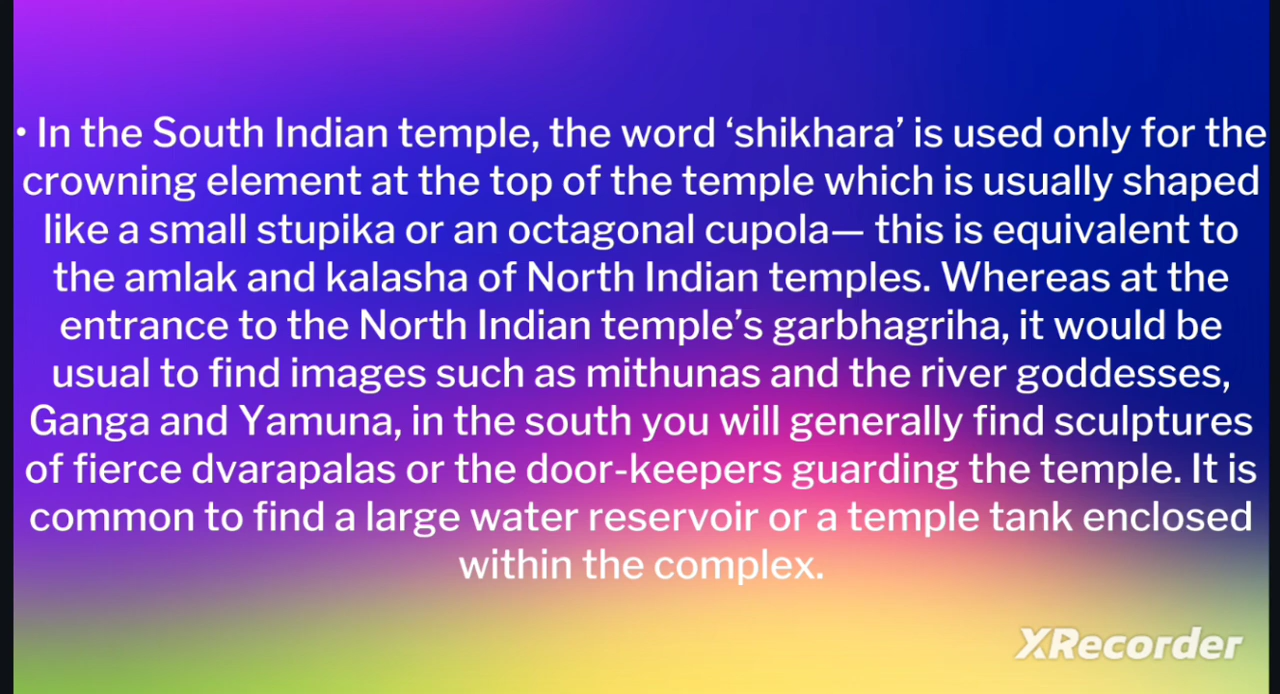 • In the South Indian temple, the word ‘shikhara’ is used only for the
crowning element at the top of the temple which is usually shaped
like a small stupika or an octagonal cupola— this is equivalent to
the amlak and kalasha of North Indian temples. Whereas at the
entrance to the North Indian temple’s garbhagriha, it would be
usual to find images such as mithunas and the river goddesses,
Ganga and Yamuna, in the south you will generally find sculptures
of fierce dvarapalas or the door-keepers guarding the temple. It is
common to find a large water reservoir or a temple tank enclosed
within the complex.
XRecorder